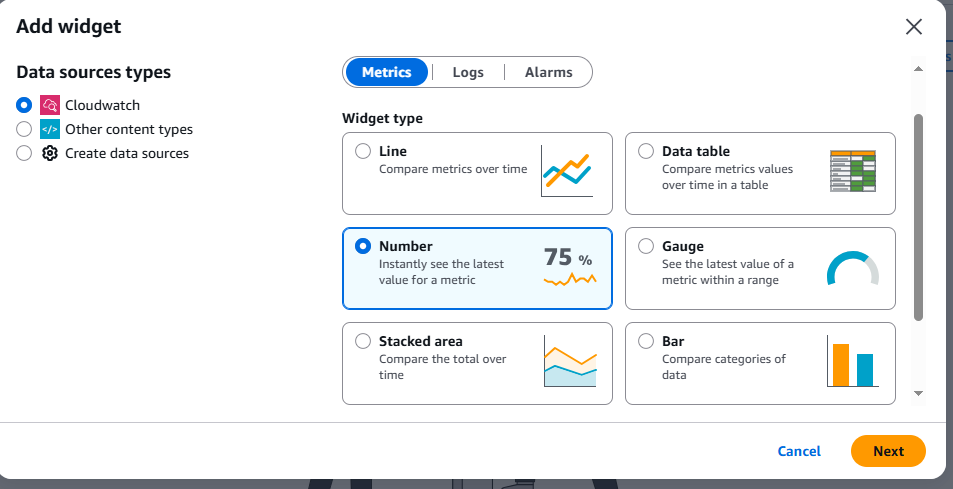 Add widget
Data sources types
Cloudwatch
</> Other content types
Create data sources
Metrics
Logs
Alarms
Widget type
Line
Compare metrics over time
Data table
Compare metrics values
over time in a table
Number
Instantly see the latest
value for a metric
75 %
Gauge
See the latest value of a
metric within a range
Stacked area
Compare the total over
time
Bar
Compare categories of
data
Cancel
Next